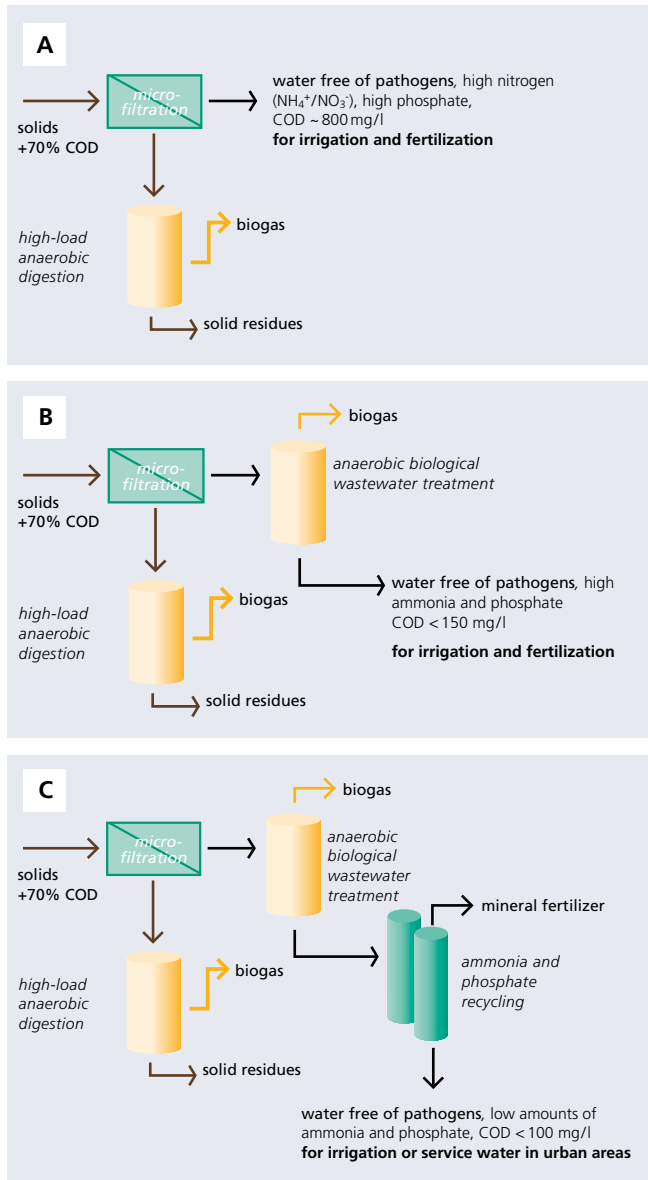 A
micro-
filtration
water free of pathogens, high nitrogen
(NH₄⁺/NO₃⁻), high phosphate,
COD ~ 800 mg/l
for irrigation and fertilization
solids
+70% COD
high-load
anaerobic
digestion
biogas
solid residues
B
biogas
micro-
filtration
anaerobic biological
wastewater treatment
solids
+70% COD
high-load
anaerobic
digestion
biogas
water free of pathogens, high
ammonia and phosphate
COD < 150 mg/l
for irrigation and fertilization
solid residues
C
biogas
micro-
filtration
anaerobic
biological
wastewater
treatment
solids
+70% COD
mineral fertilizer
high-load
anaerobic
digestion
biogas
ammonia and
phosphate
recycling
solid residues
water free of pathogens, low amounts of
ammonia and phosphate, COD < 100 mg/l
for irrigation or service water in urban areas